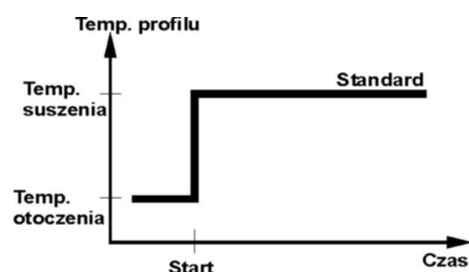 Temp. profilu
Temp.
suszenia
Standard
Temp.
otoczenia
Czas
Start